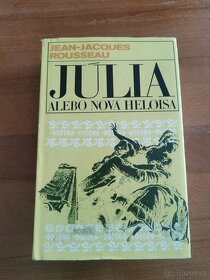 JEAN-JACQUES
ROUSSEAU
JÚLIA
ALEBO NOVÁ HELOISA